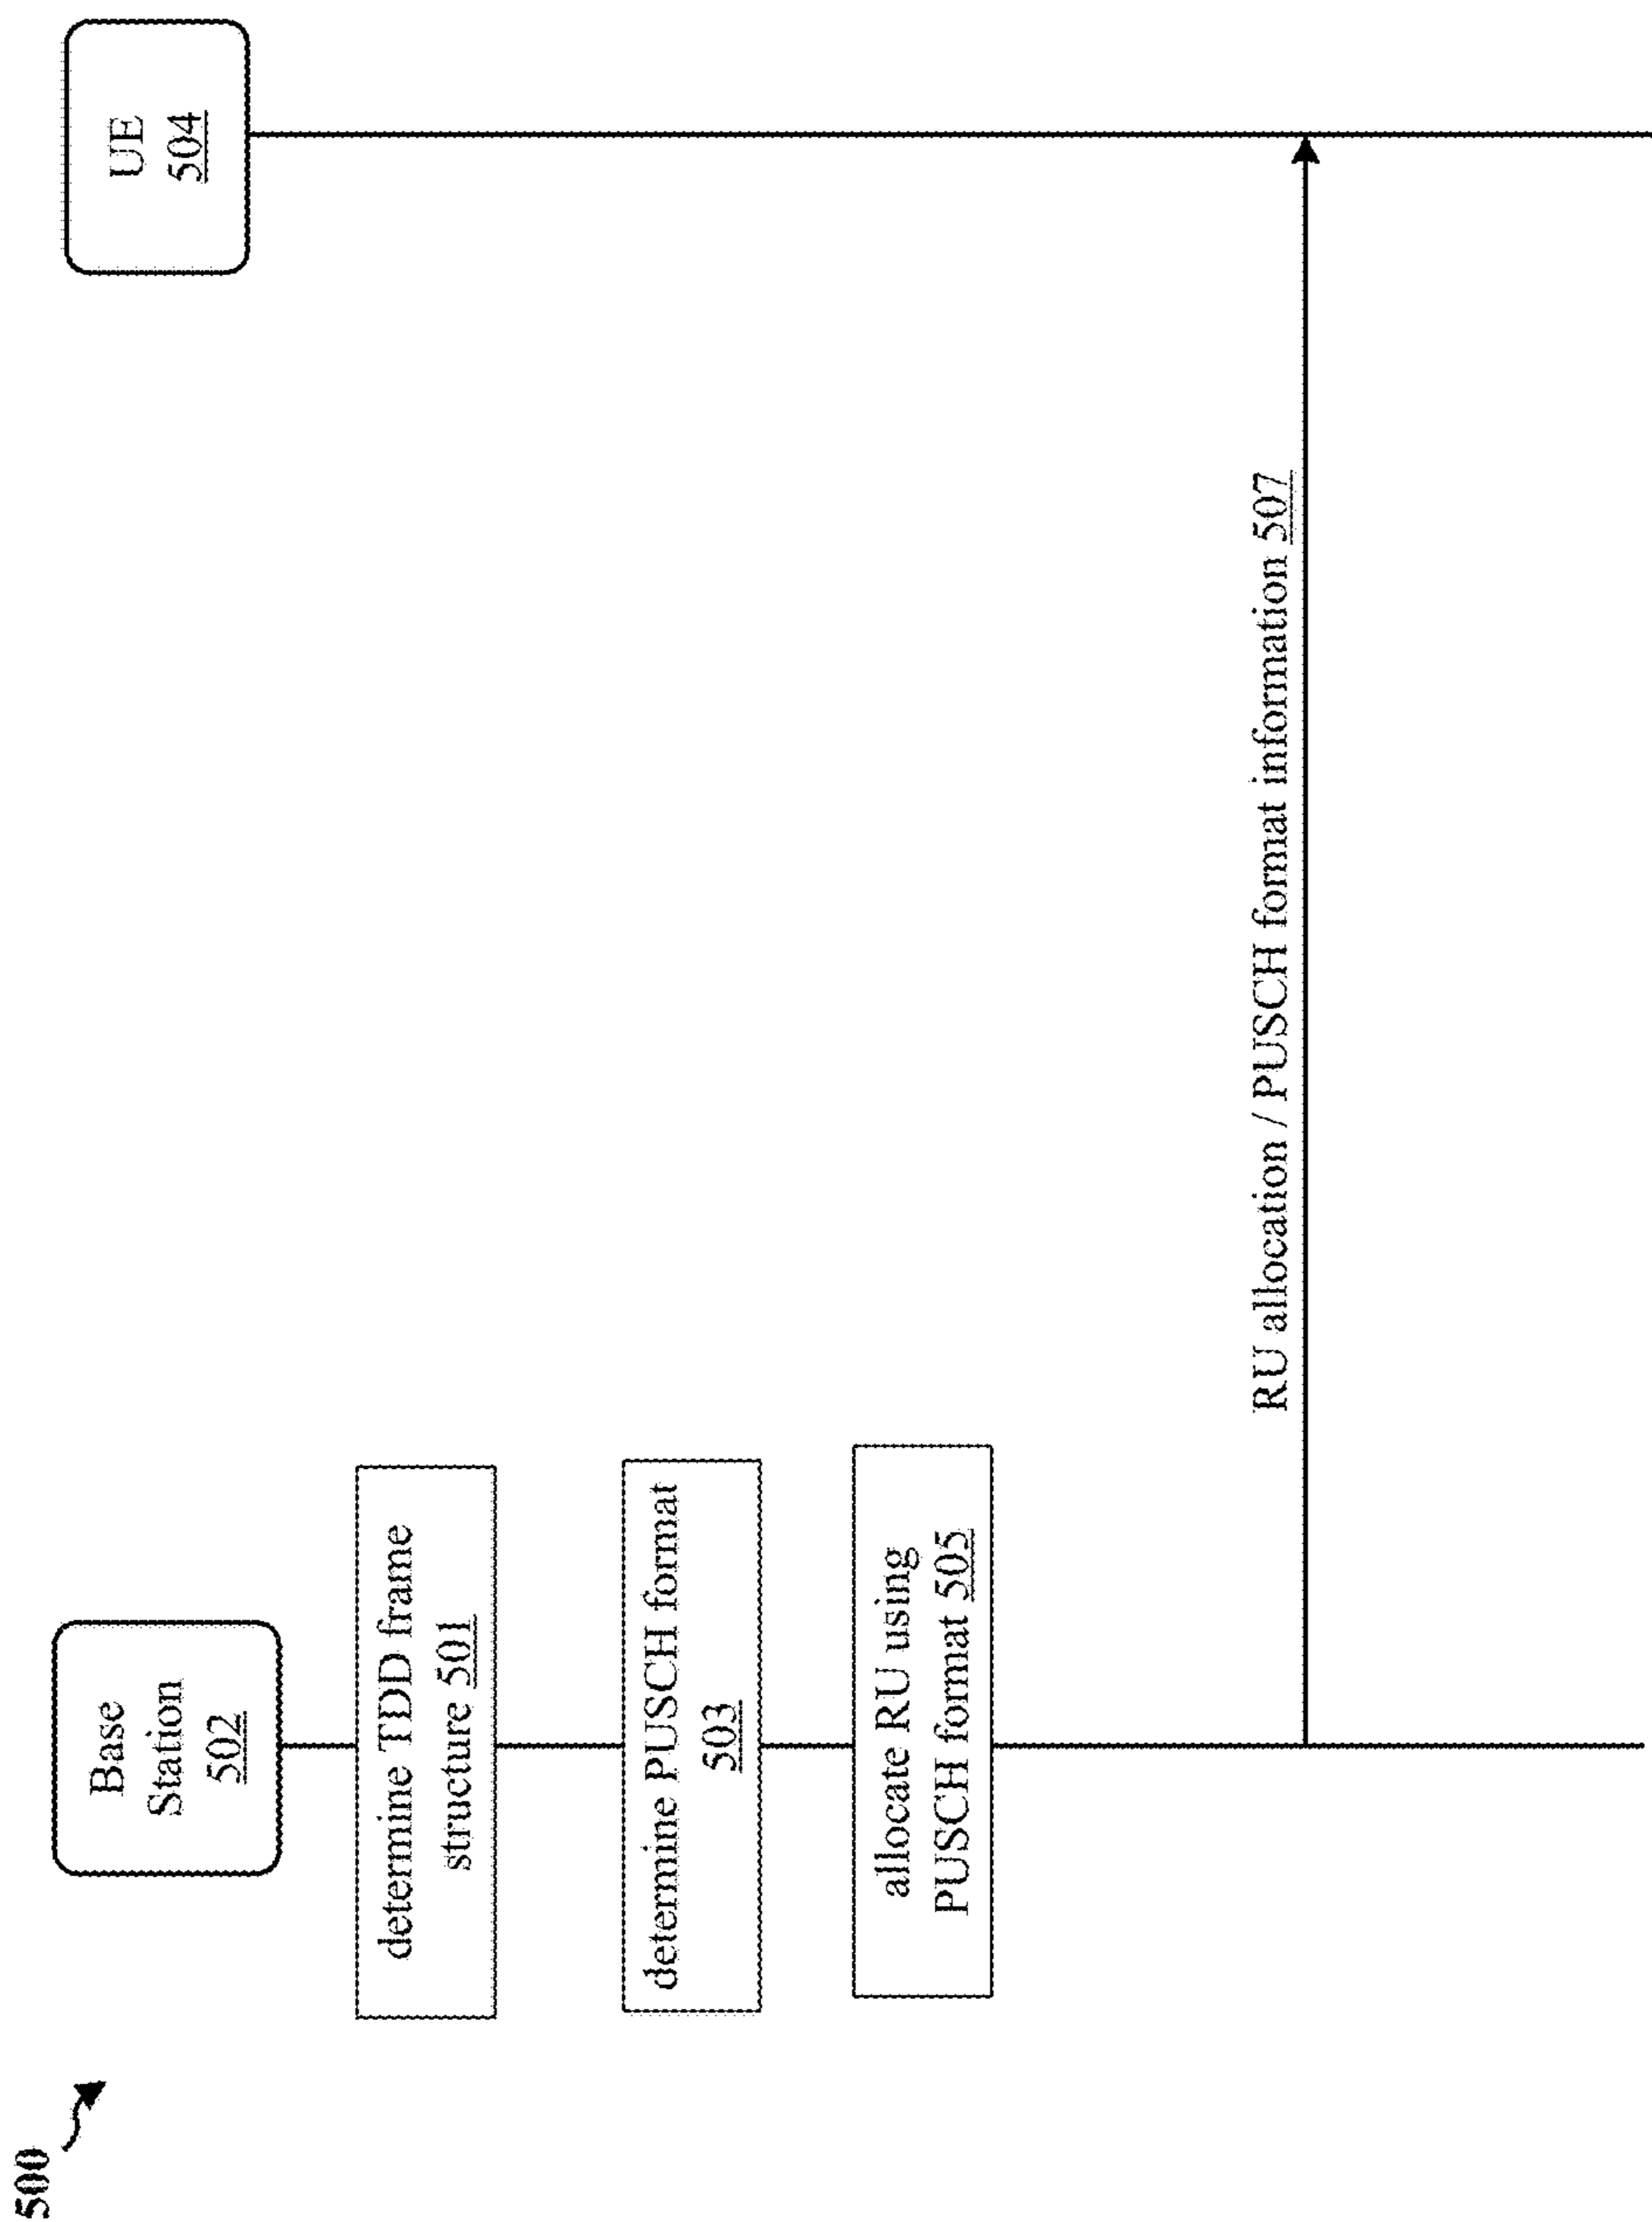 500
Base
Station
502
UE
504
determine TDD frame
structure 501
determine PUSCH format
503
allocate RU using
PUSCH format 505
RU allocation / PUSCH format information 507